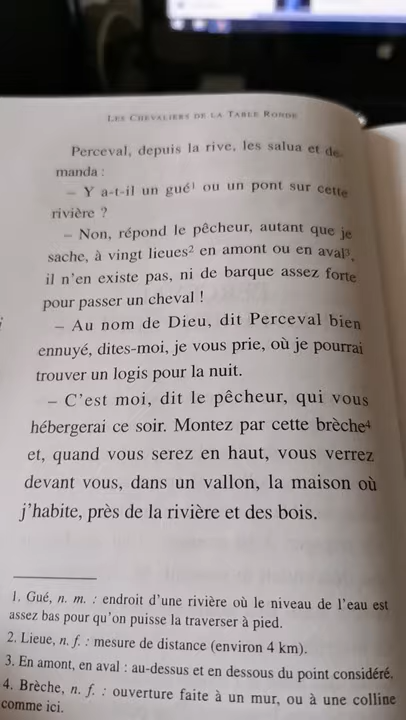 LES CHEVALIERS DE LA TABLE RONDE
Perceval, depuis la rive, les salua et de-
manda :
– Y a-t-il un gué¹ ou un pont sur cette
rivière ?
– Non, répond le pêcheur, autant que je
sache, à vingt lieues² en amont ou en aval³,
il n'en existe pas, ni de barque assez forte
pour passer un cheval !
– Au nom de Dieu, dit Perceval bien
ennuyé, dites-moi, je vous prie, où je pourrai
trouver un logis pour la nuit.
– C'est moi, dit le pêcheur, qui vous
hébergerai ce soir. Montez par cette brèche⁴
et, quand vous serez en haut, vous verrez
devant vous, dans un vallon, la maison où
j'habite, près de la rivière et des bois.
1. Gué, n. m. : endroit d'une rivière où le niveau de l'eau est
assez bas pour qu'on puisse la traverser à pied.
2. Lieue, n. f. : mesure de distance (environ 4 km).
3. En amont, en aval : au-dessus et en dessous du point considéré.
4. Brèche, n. f. : ouverture faite à un mur, ou à une colline
comme ici.